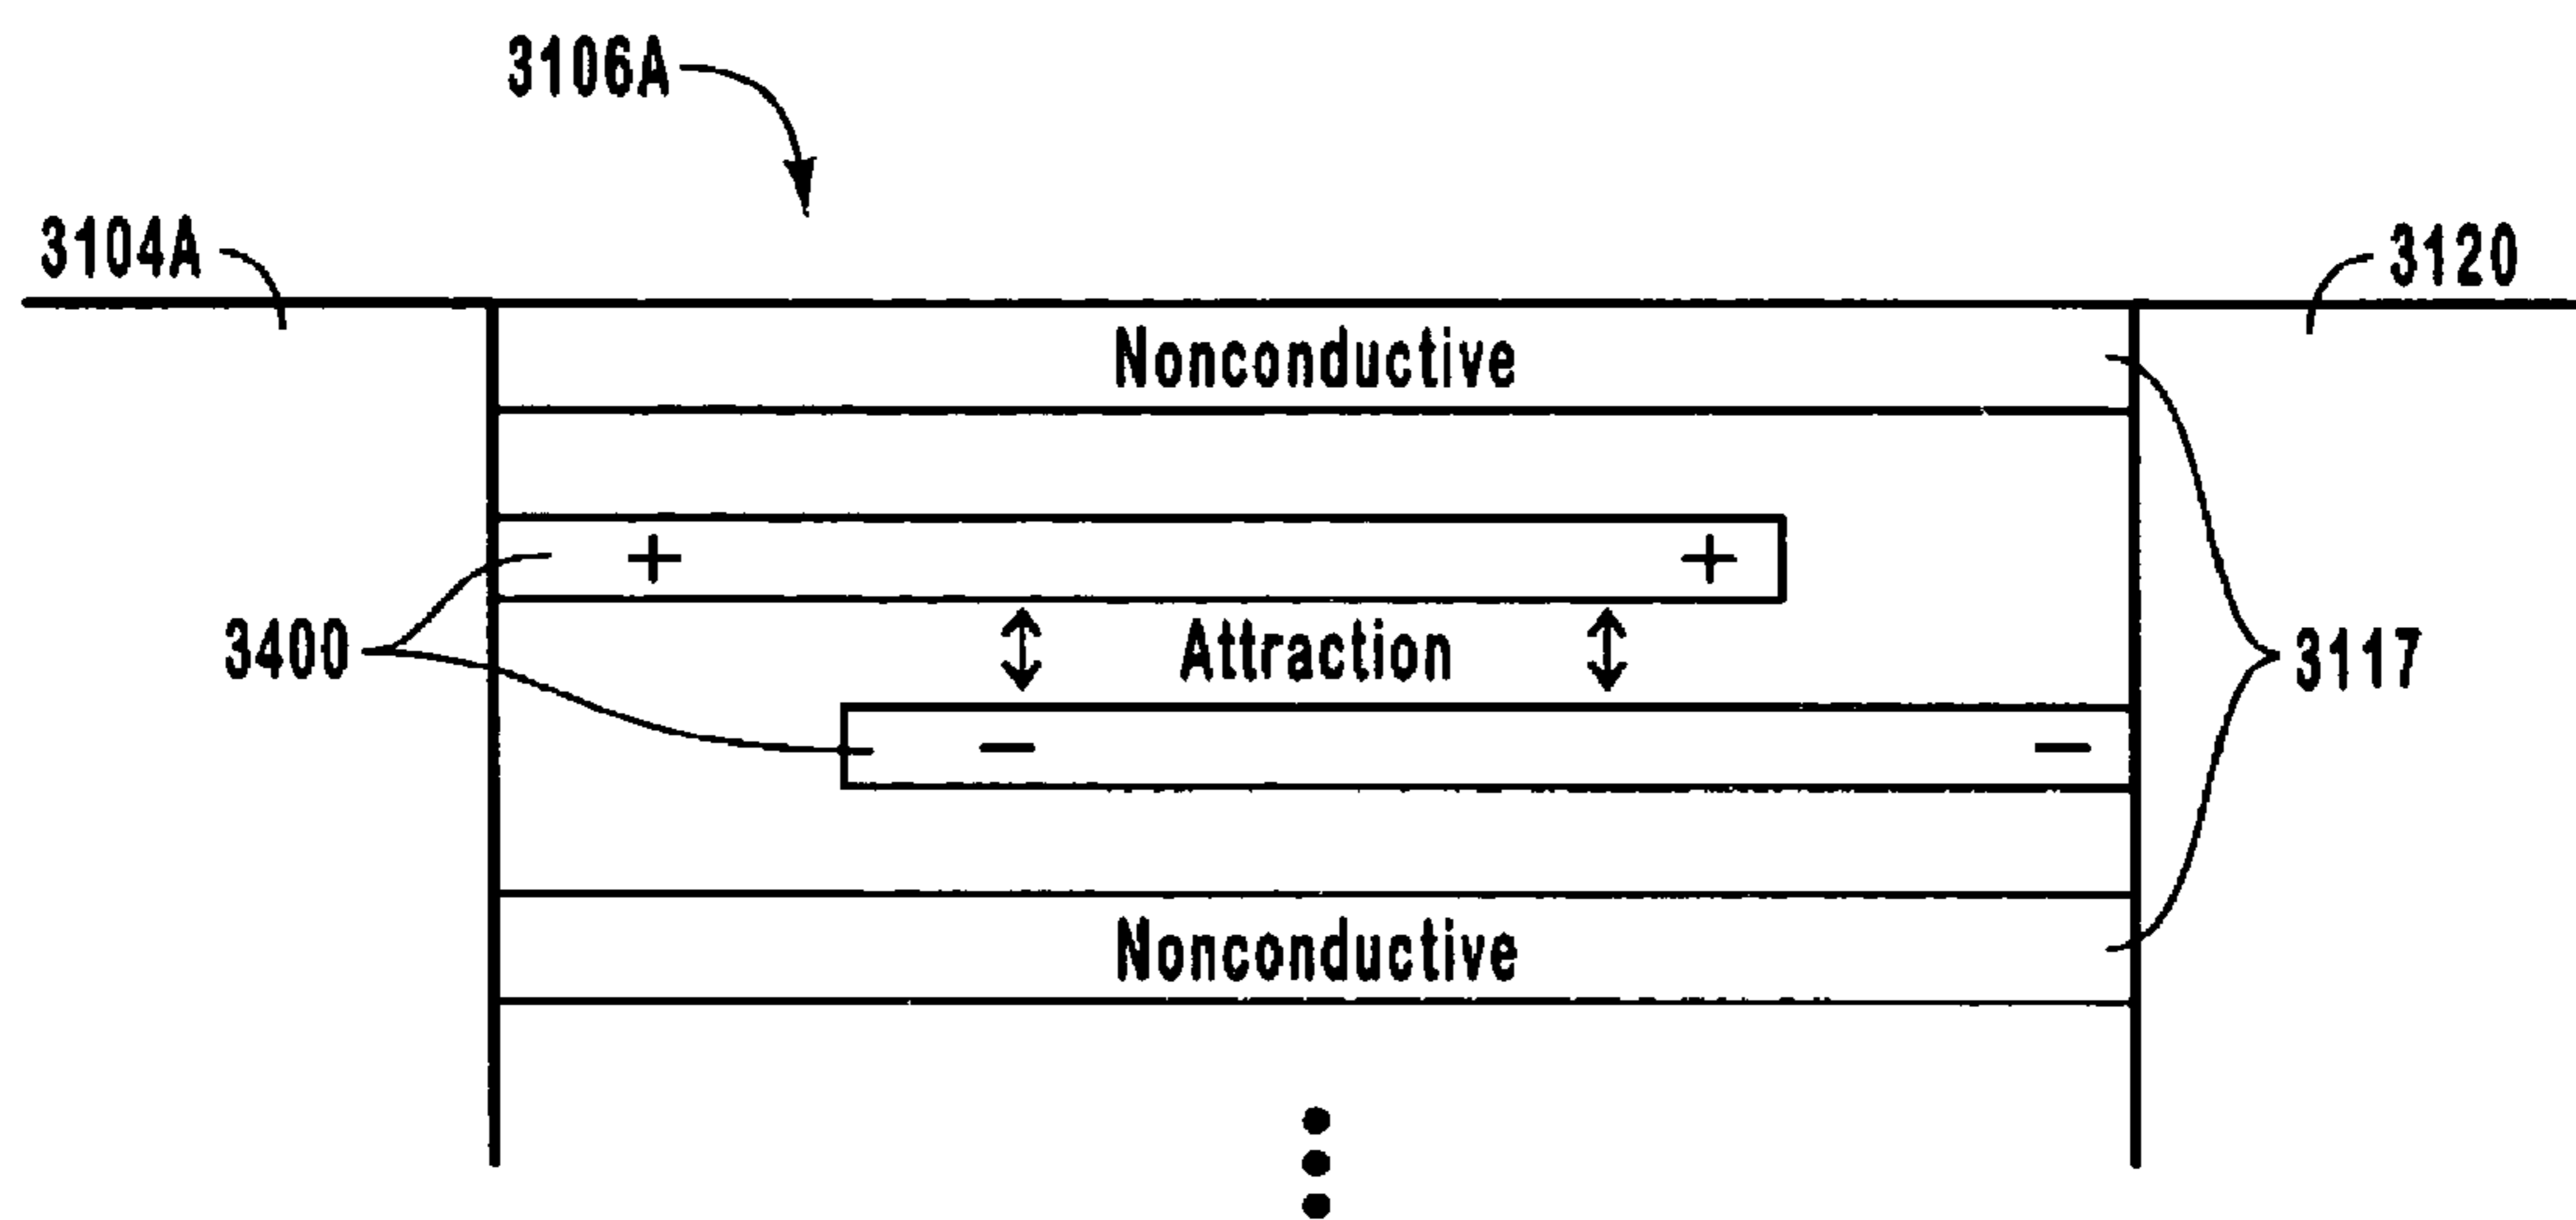 3106A
3104A
3120
Nonconductive
+ +
3400
Attraction
3117
− −
Nonconductive